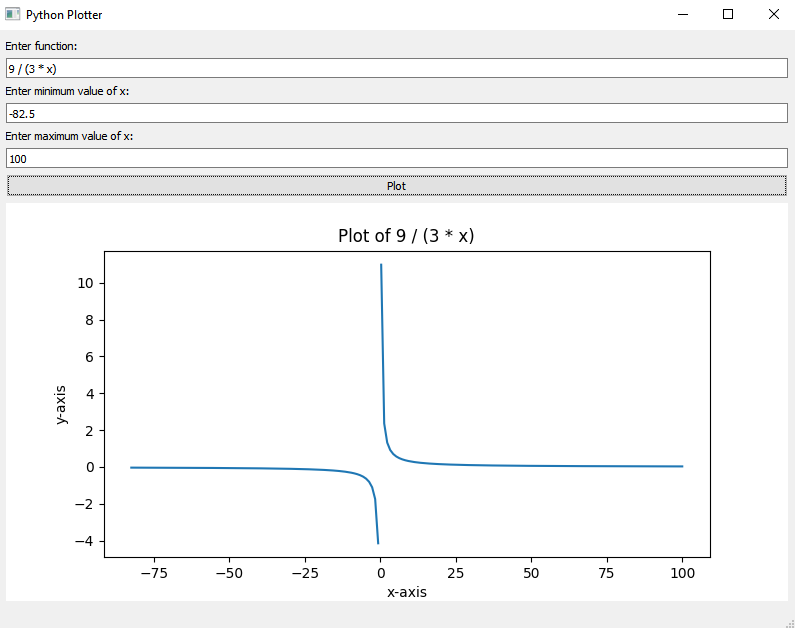 Python Plotter
Enter function:
9 / (3 * x)
Enter minimum value of x:
-82.5
Enter maximum value of x:
100
Plot
Plot of 9 / (3 * x)
10
8
6
4
2
0
−2
−4
y-axis
−75 −50 −25 0 25 50 75 100
x-axis